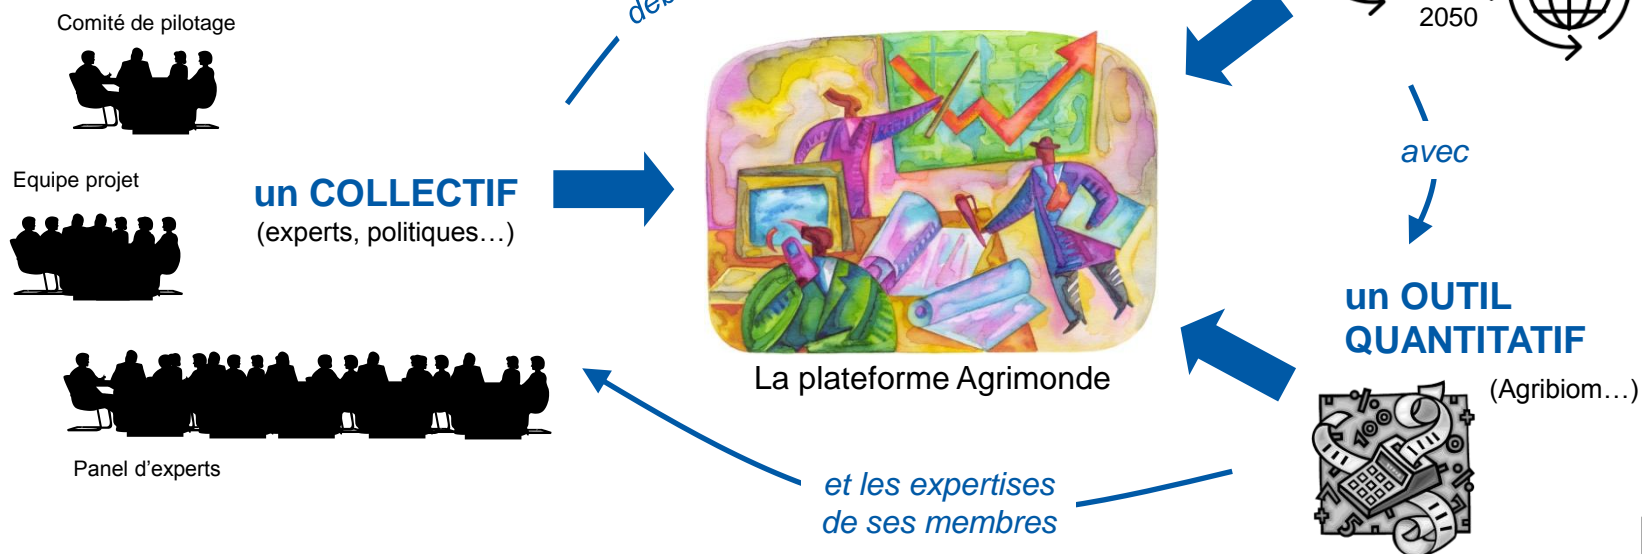 Comité de pilotage
2050
avec
Equipe projet
un COLLECTIF
(experts, politiques…)
un OUTIL
QUANTITATIF
(Agribiom…)
La plateforme Agrimonde
Panel d’experts
et les expertises
de ses membres